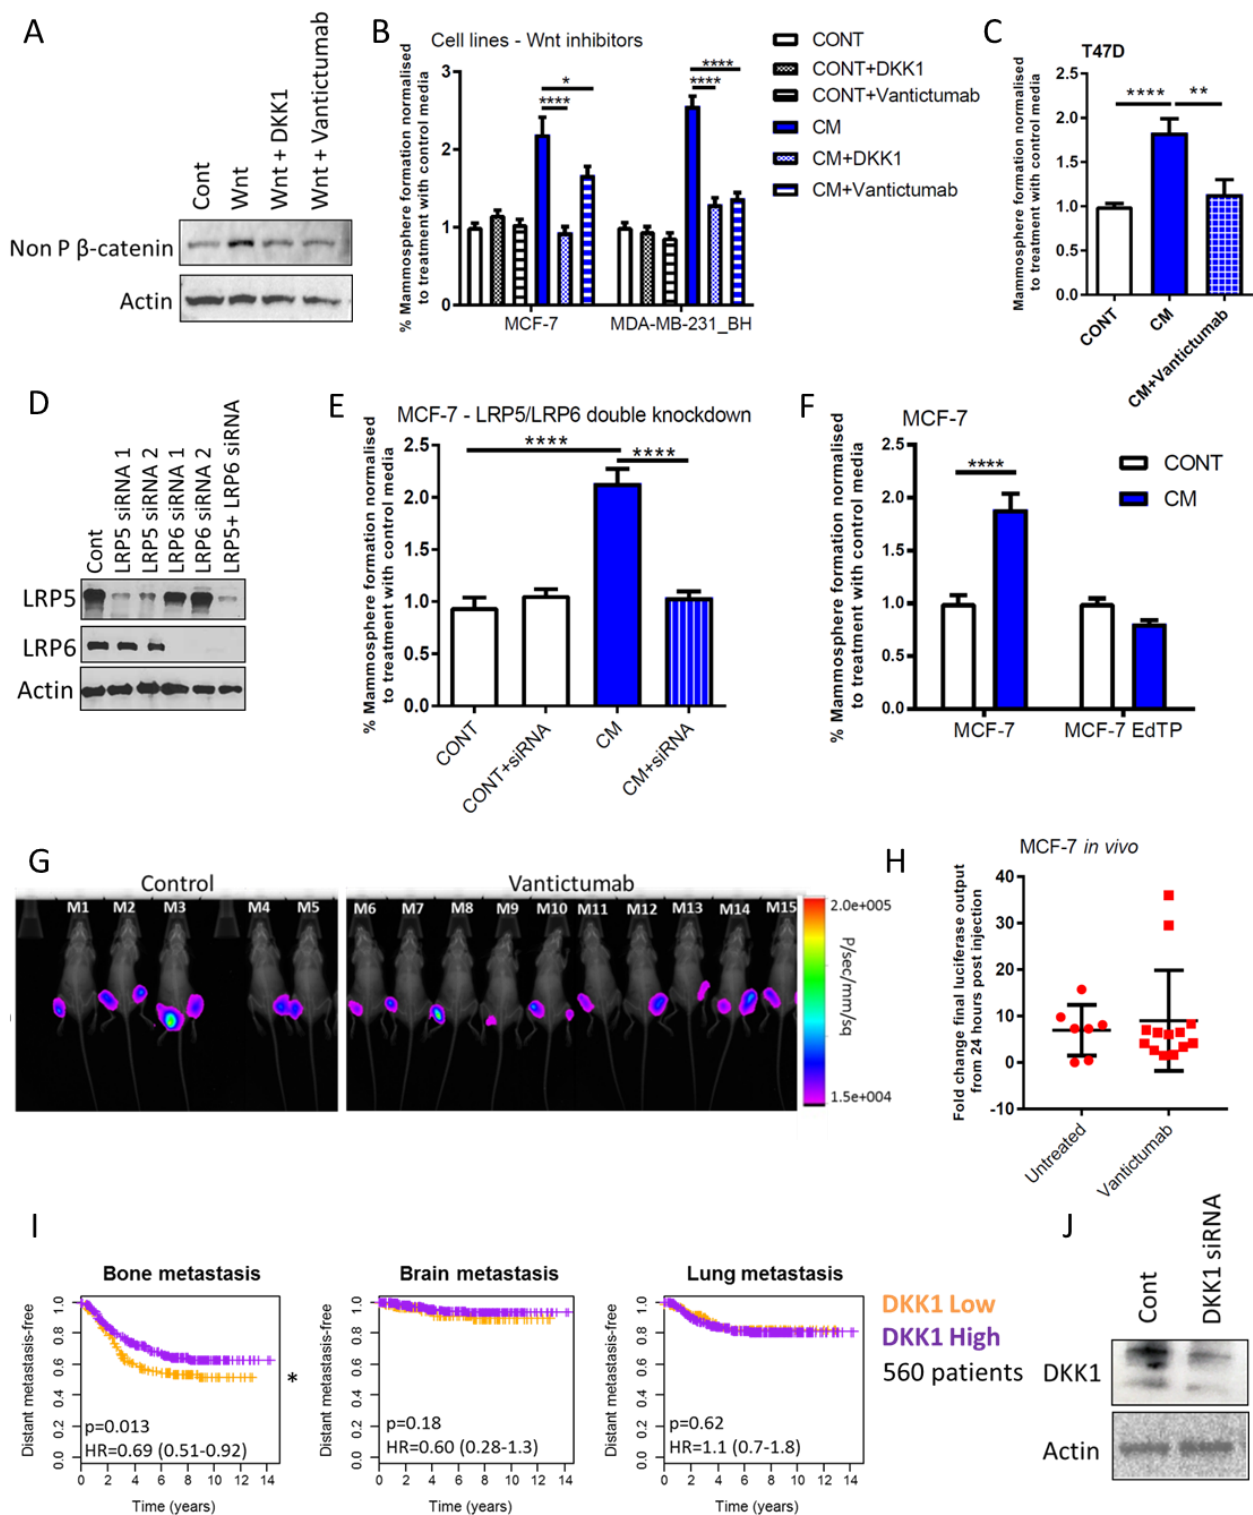 A
Cont
Wnt
Wnt + DKK1
Wnt + Vantictumab
Non P β-catenin
Actin
B
Cell lines - Wnt inhibitors
% Mammosphere formation normalised
to treatment with control media
3
2
1
0
*
****
****
****
MCF-7
MDA-MB-231_BH
CONT
CONT+DKK1
CONT+Vantictumab
CM
CM+DKK1
CM+Vantictumab
C
T47D
Mammosphere formation normalised
to treatment with control media
2.5
2.0
1.5
1.0
0.5
0.0
****
**
CONT
CM
CM+Vantictumab
D
Cont
LRP5 siRNA 1
LRP5 siRNA 2
LRP6 siRNA 1
LRP6 siRNA 2
LRP5+ LRP6 siRNA
LRP5
LRP6
Actin
E
MCF-7 - LRP5/LRP6 double knockdown
% Mammosphere formation normalised
to treatment with control media
2.5
2.0
1.5
1.0
0.5
0.0
****
****
CONT
CONT+siRNA
CM
CM+siRNA
F
MCF-7
% Mammosphere formation normalised
to treatment with control media
2.5
2.0
1.5
1.0
0.5
0.0
****
MCF-7
MCF-7 EdTP
CONT
CM
G
Control
Vantictumab
M1 M2 M3 M4 M5
M6 M7 M8 M9 M10 M11 M12 M13 M14 M15
2.0e+005
P/sec/mm/sq
1.5e+004
H
MCF-7 in vivo
Fold change final luciferase output
from 24 hours post injection
40
30
20
10
0
-10
Untreated
Vantictumab
I
Bone metastasis
Distant metastasis-free
1.0
0.8
0.6
0.4
0.2
0.0
p=0.013
HR=0.69 (0.51-0.92)
0 2 4 6 8 10 12 14
Time (years)
*
Brain metastasis
Distant metastasis-free
1.0
0.8
0.6
0.4
0.2
0.0
p=0.18
HR=0.60 (0.28-1.3)
0 2 4 6 8 10 12 14
Time (years)
Lung metastasis
Distant metastasis-free
1.0
0.8
0.6
0.4
0.2
0.0
p=0.62
HR=1.1 (0.7-1.8)
0 2 4 6 8 10 12 14
Time (years)
DKK1 Low
DKK1 High
560 patients
J
Cont
DKK1 siRNA
DKK1
Actin